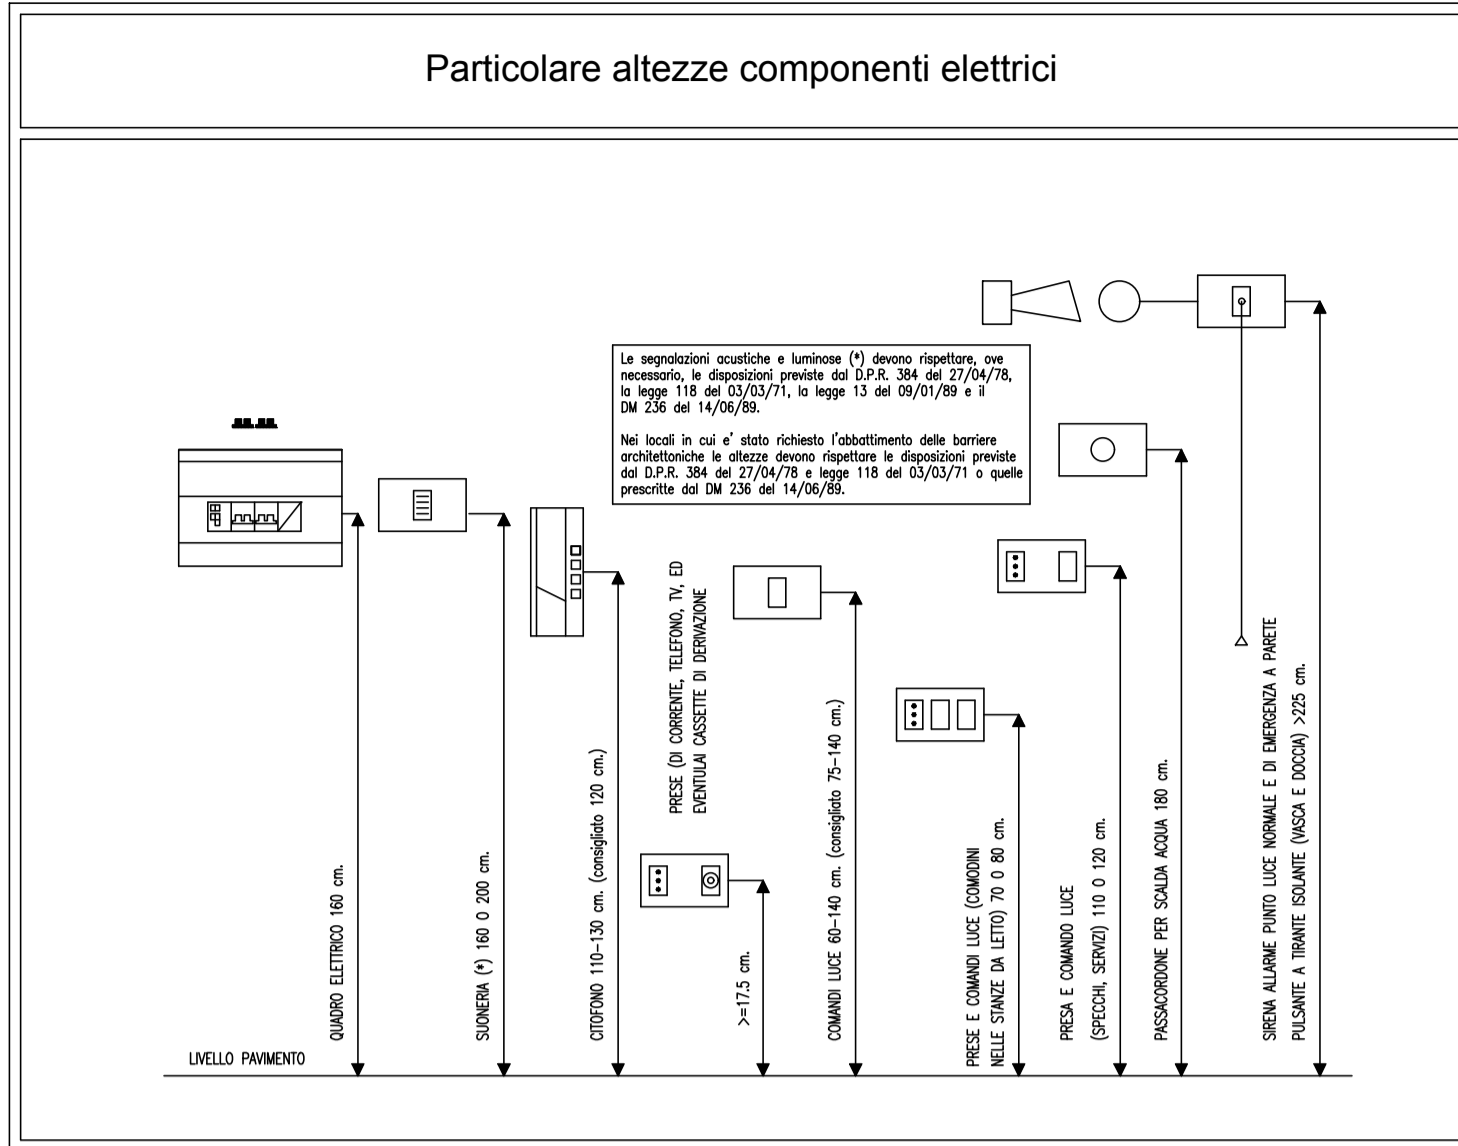 Particolare altezze componenti elettrici
Le segnalazioni acustiche e luminose (*) devono rispettare, ove
necessario, le disposizioni previste dal D.P.R. 384 del 27/04/78,
la legge 118 del 03/03/71, la legge 13 del 09/01/89 e il
DM 236 del 14/06/89.
Nei locali in cui e' stato richiesto l'abbattimento delle barriere
architettoniche le altezze devono rispettare le disposizioni previste
dal D.P.R. 384 del 27/04/78 e legge 118 del 03/03/71 o quelle
prescritte dal DM 236 del 14/06/89.
QUADRO ELETTRICO 160 cm.
SUONERIA (*) 160 O 200 cm.
CITOFONO 110-130 cm. (consigliato 120 cm.)
PRESE (DI CORRENTE, TELEFONO, TV, ED
EVENTULAI CASSETTE DI DERIVAZIONE
>=17.5 cm.
COMANDI LUCE 60-140 cm. (consigliato 75-140 cm.)
PRESE E COMANDI LUCE (COMODINI
NELLE STANZE DA LETTO) 70 O 80 cm.
PRESA E COMANDO LUCE
(SPECCHI, SERVIZI) 110 O 120 cm.
PASSACORDONE PER SCALDA ACQUA 180 cm.
SIRENA ALLARME PUNTO LUCE NORMALE E DI EMERGENZA A PARETE
PULSANTE A TIRANTE ISOLANTE (VASCA E DOCCIA) >225 cm.
LIVELLO PAVIMENTO